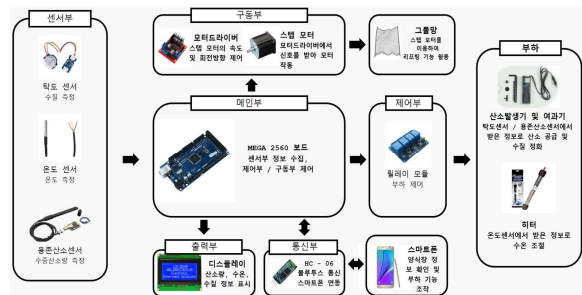 센서부
탁도 센서
수질 측정
온도 센서
온도 측정
용존산소센서
수중산소량 측정
구동부
모터드라이버
스텝 모터의 속도
및 회전방향 제어
스텝 모터
모터드라이버에서
신호를 받아 모터
작동
그물망
스텝 모터를
이용하여
리프팅 기능 활용
메인부
MEGA 2560 보드
센서부 정보 수집,
제어부 / 구동부 제어
제어부
릴레이 모듈
부하 제어
부하
산소발생기 및 여과기
탁도센서 / 용존산소센서에서
받은 정보로 산소 공급 및
수질 정화
히터
온도센서에서 받은 정보로
수온 조절
출력부
디스플레이
산소량, 수온,
수질 정보 표시
통신부
HC - 06
블루투스 통신
스마트폰 연동
스마트폰
양식장 정
보 확인 및
부하 기능
조작